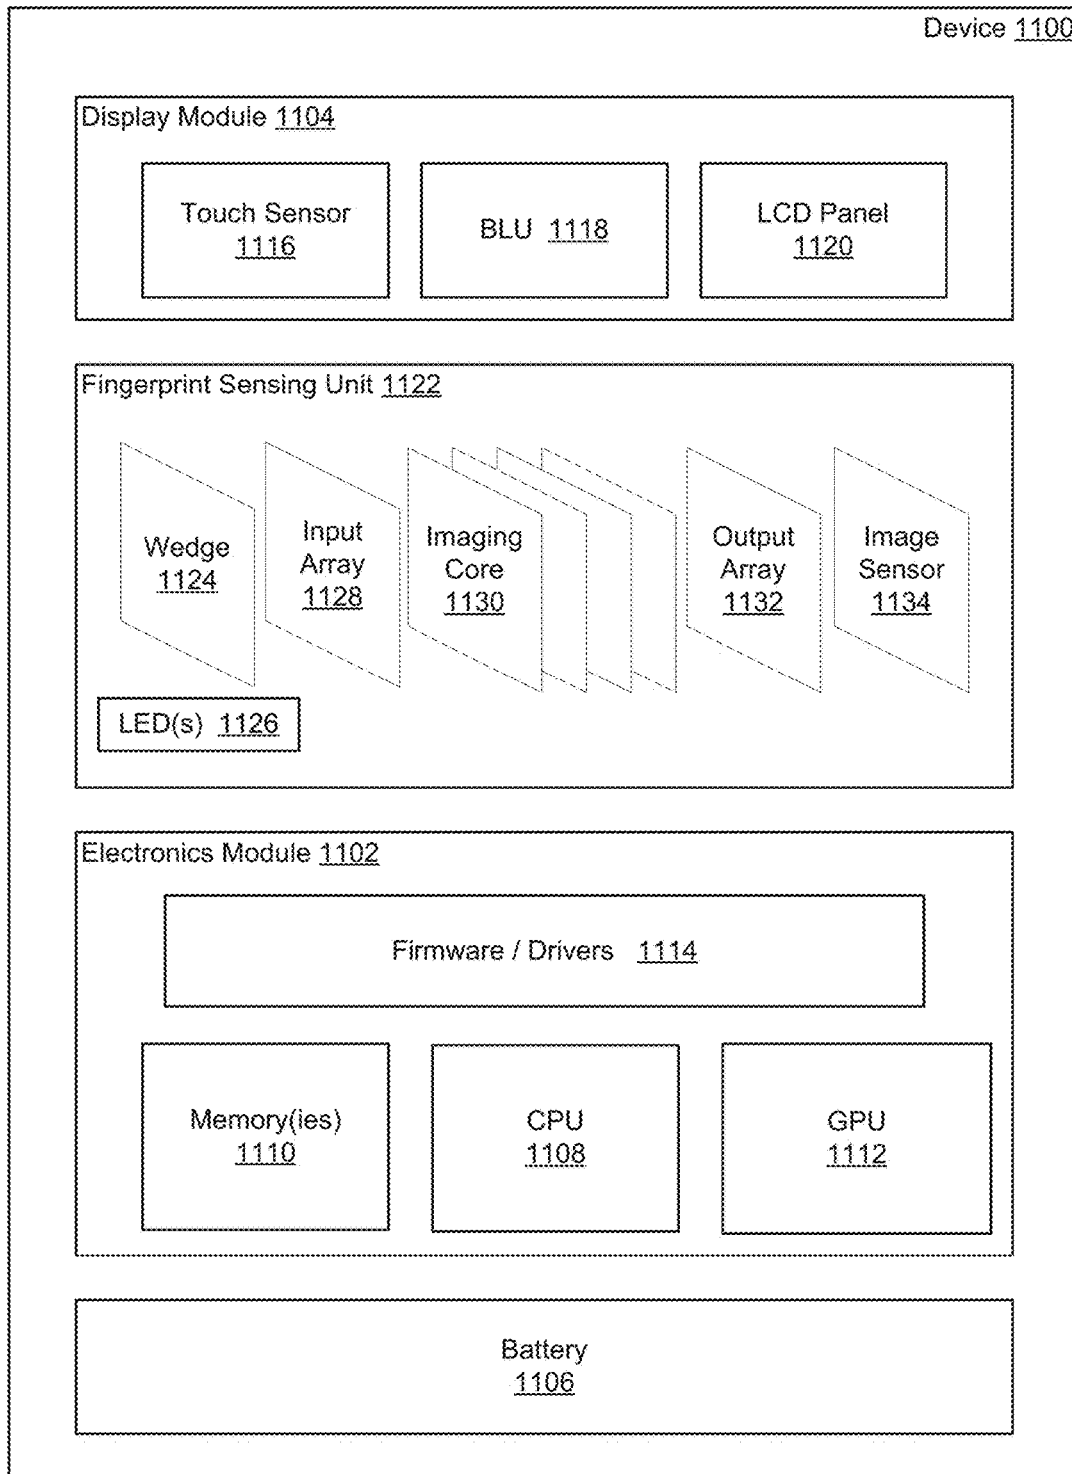 Device 1100
Display Module 1104
Touch Sensor
1116
BLU 1118
LCD Panel
1120
Fingerprint Sensing Unit 1122
Wedge
1124
Input
Array
1128
Imaging
Core
1130
Output
Array
1132
Image
Sensor
1134
LED(s) 1126
Electronics Module 1102
Firmware / Drivers 1114
Memory(ies)
1110
CPU
1108
GPU
1112
Battery
1106